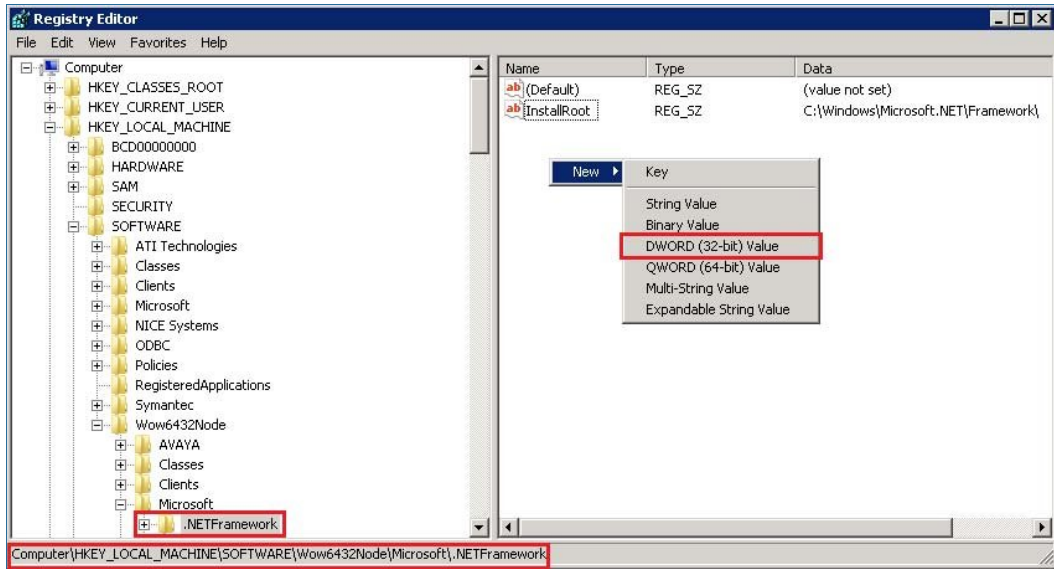 Registry Editor
File Edit View Favorites Help
Computer
HKEY_CLASSES_ROOT
HKEY_CURRENT_USER
HKEY_LOCAL_MACHINE
BCD00000000
HARDWARE
SAM
SECURITY
SOFTWARE
ATI Technologies
Classes
Clients
Microsoft
NICE Systems
ODBC
Policies
RegisteredApplications
Symantec
Wow6432Node
AVAYA
Classes
Clients
Microsoft
.NETFramework
Name Type Data
ab (Default) REG_SZ (value not set)
ab InstallRoot REG_SZ C:\Windows\Microsoft.NET\Framework\
New
Key
String Value
Binary Value
DWORD (32-bit) Value
QWORD (64-bit) Value
Multi-String Value
Expandable String Value
Computer\HKEY_LOCAL_MACHINE\SOFTWARE\Wow6432Node\Microsoft\.NETFramework